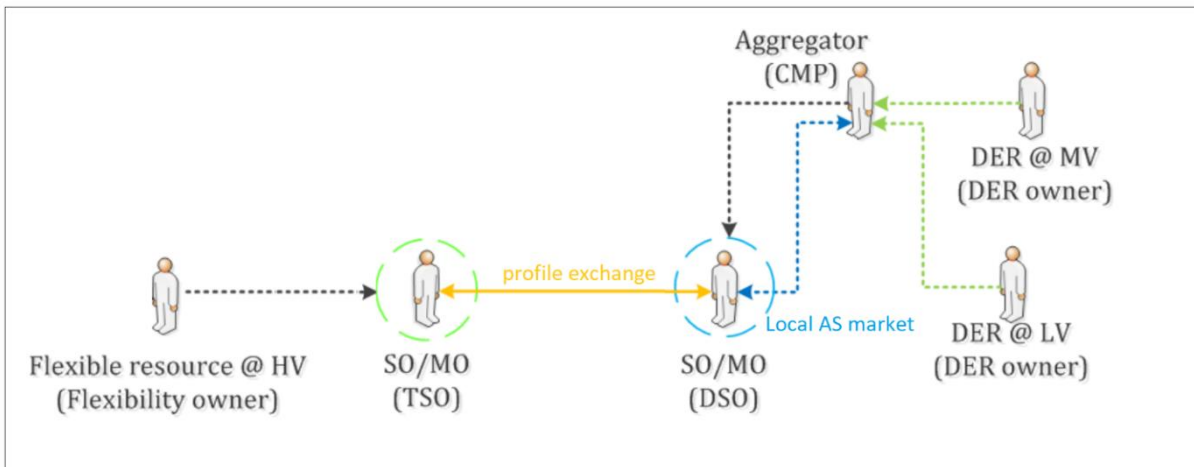 Aggregator
(CMP)
DER @ MV
(DER owner)
profile exchange
Local AS market
Flexible resource @ HV
(Flexibility owner)
SO/MO
(TSO)
SO/MO
(DSO)
DER @ LV
(DER owner)